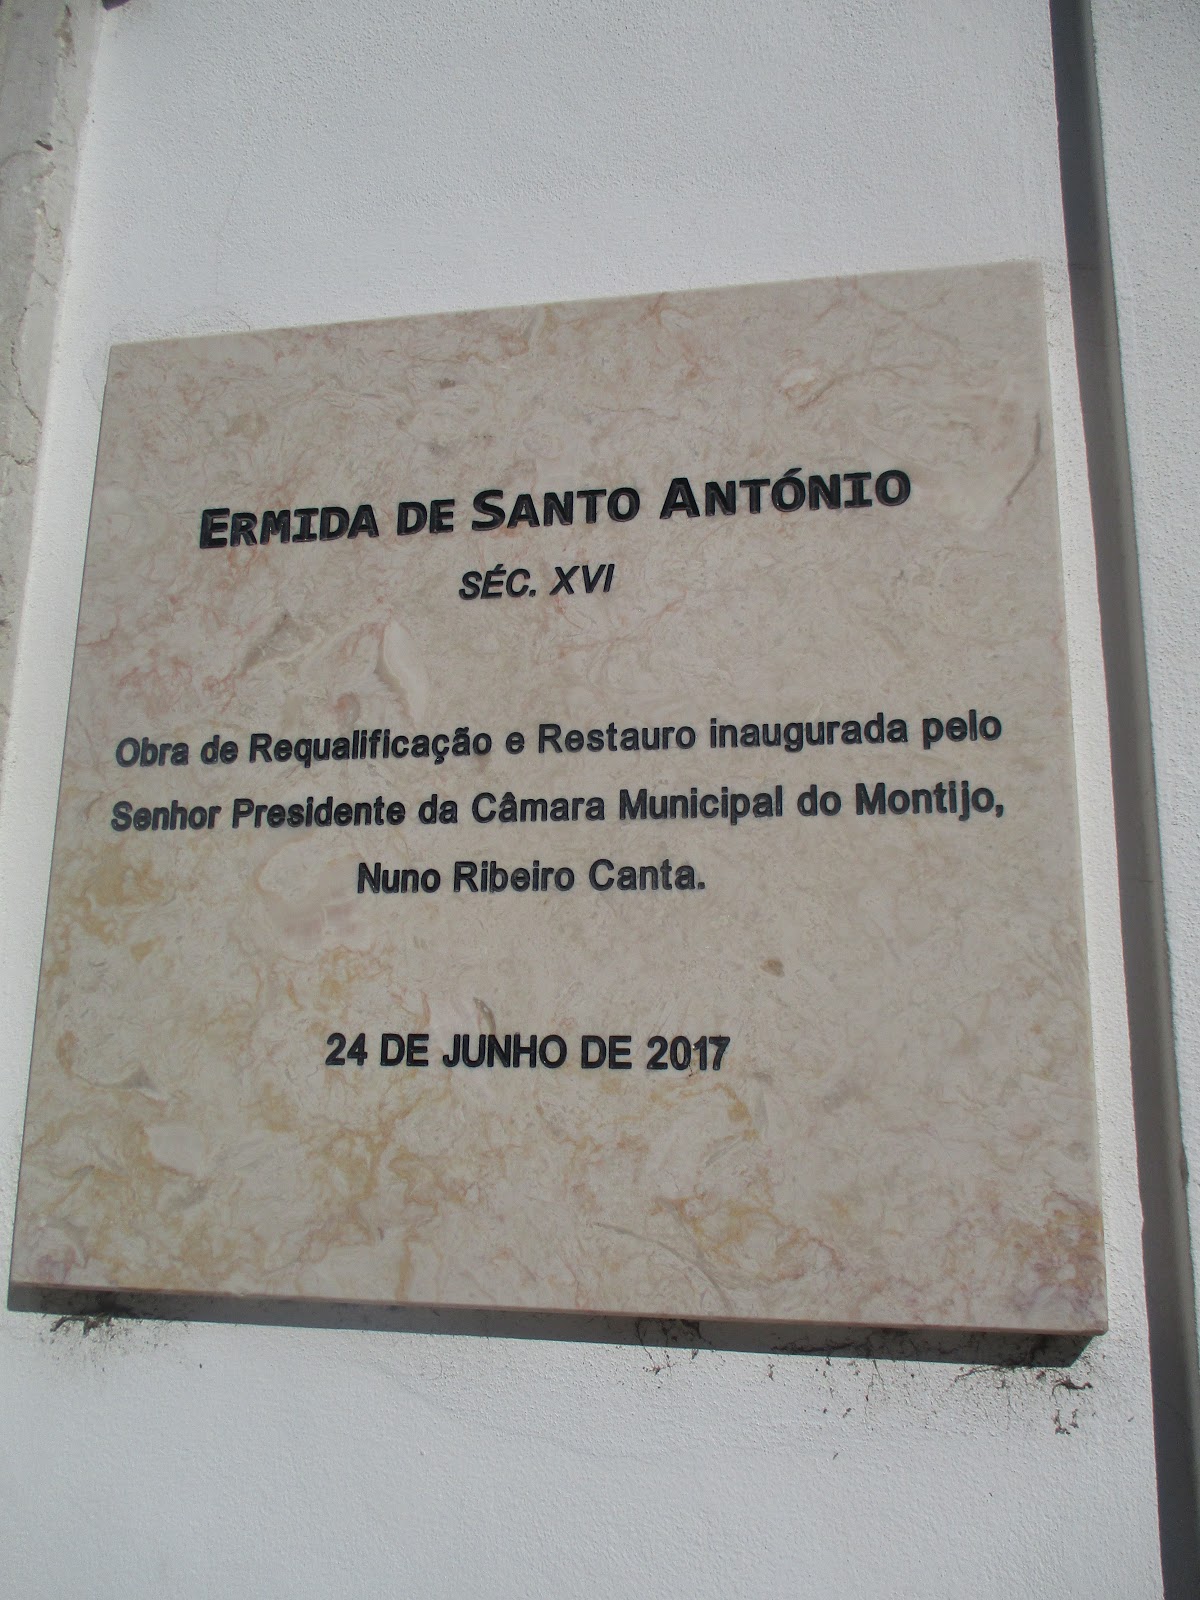 ERMIDA DE SANTO ANTÓNIO
SÉC. XVI
Obra de Requalificação e Restauro inaugurada pelo
Senhor Presidente da Câmara Municipal do Montijo,
Nuno Ribeiro Canta.
24 DE JUNHO DE 2017